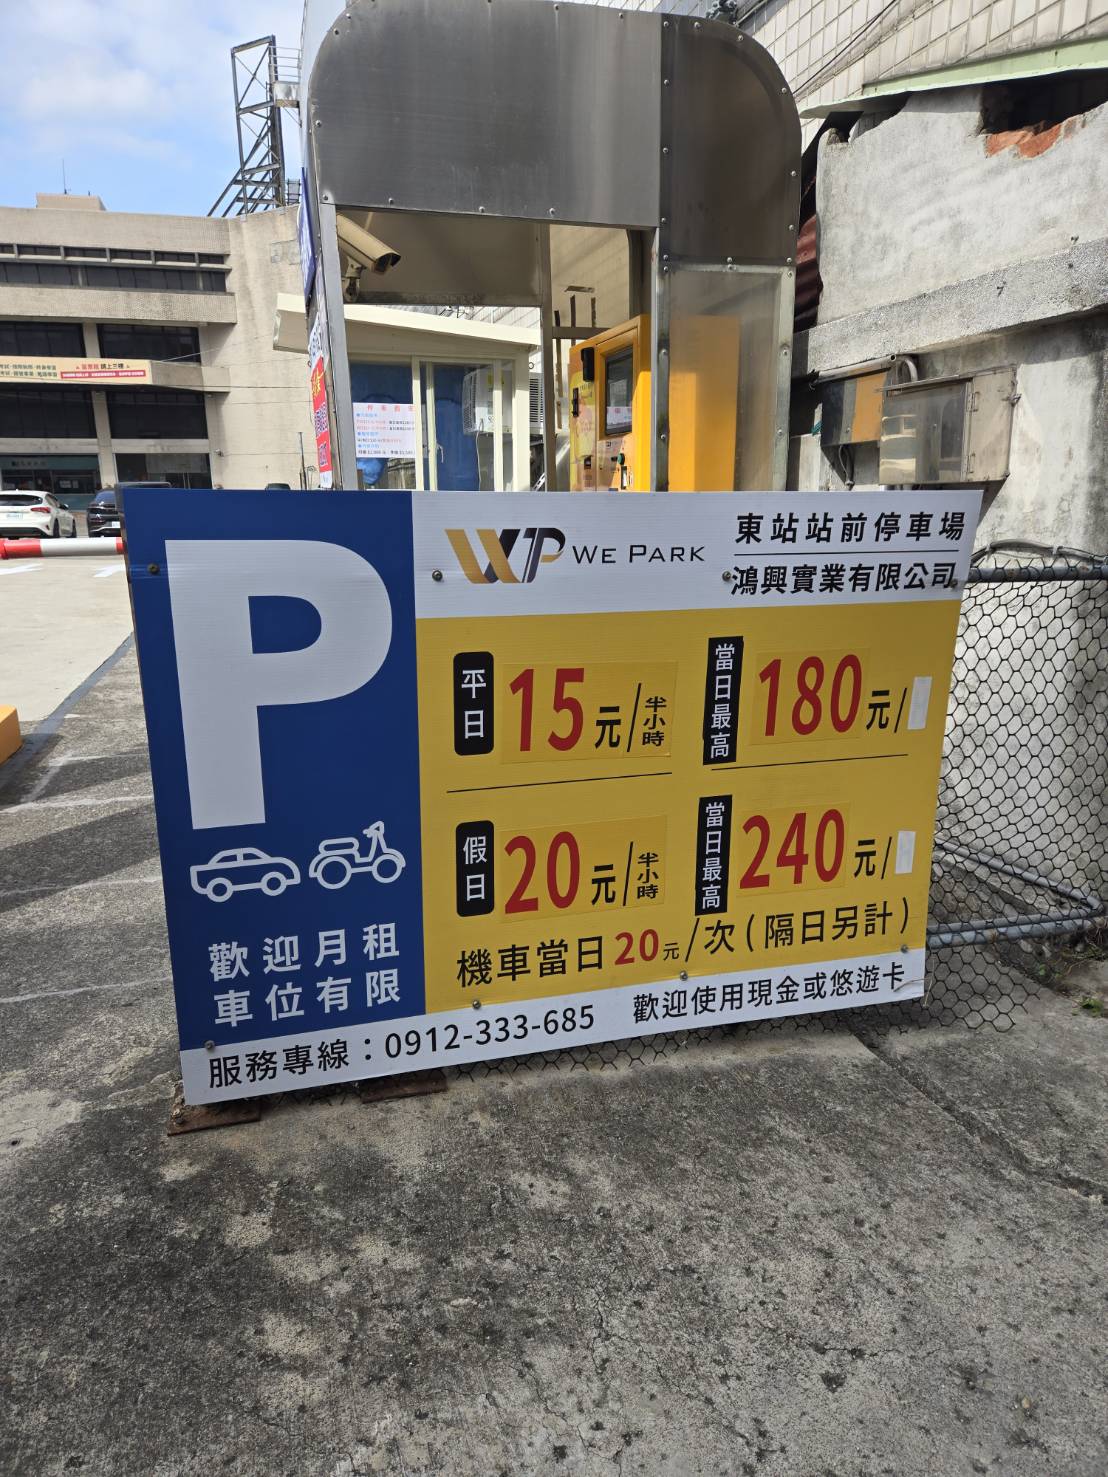 P
歡迎月租
車位有限
WP WE PARK
東站站前停車場
鴻興實業有限公司
平日 15元/半小時
當日最高 180元/
假日 20元/半小時
當日最高 240元/
機車當日20元/次(隔日另計)
服務專線：0912-333-685 歡迎使用現金或悠遊卡